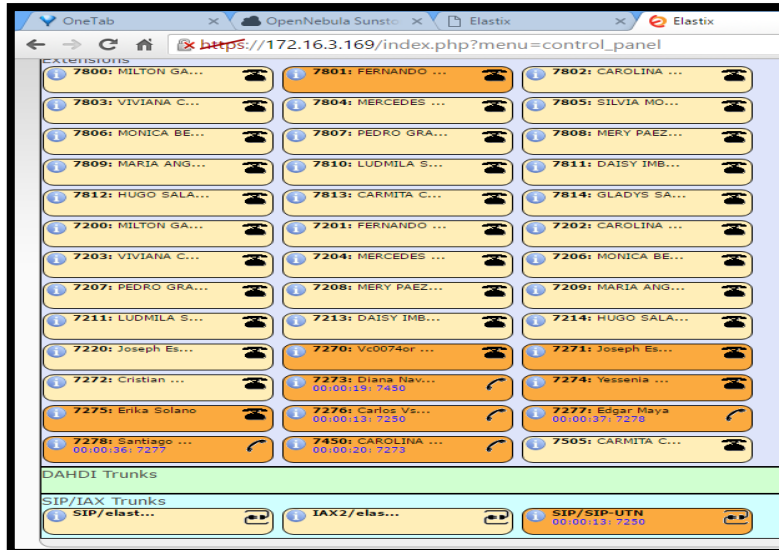 OneTab
OpenNebula Sunsto
Elastix
Elastix
https://172.16.3.169/index.php?menu=control_panel
Extensions
7800: MILTON GA...
7801: FERNANDO ...
7802: CAROLINA ...
7803: VIVIANA C...
7804: MERCEDES ...
7805: SILVIA MO...
7806: MONICA BE...
7807: PEDRO GRA...
7808: MERY PAEZ...
7809: MARIA ANG...
7810: LUDMILA S...
7811: DAISY IMB...
7812: HUGO SALA...
7813: CARMITA C...
7814: GLADYS SA...
7200: MILTON GA...
7201: FERNANDO ...
7202: CAROLINA ...
7203: VIVIANA C...
7204: MERCEDES ...
7206: MONICA BE...
7207: PEDRO GRA...
7208: MERY PAEZ...
7209: MARIA ANG...
7211: LUDMILA S...
7213: DAISY IMB...
7214: HUGO SALA...
7220: Joseph Es...
7270: Vc0074or ...
7271: Joseph Es...
7272: Cristian ...
7273: Diana Nav...
00:00:19: 7450
7274: Yessenia ...
7275: Erika Solano
7276: Carlos Vs...
00:00:13: 7250
7277: Edgar Maya
00:00:37: 7278
7278: Santiago ...
00:00:36: 7277
7450: CAROLINA ...
00:00:20: 7273
7505: CARMITA C...
DAHDI Trunks
SIP/IAX Trunks
SIP/elast...
IAX2/elas...
SIP/SIP-UTN
00:00:13: 7250